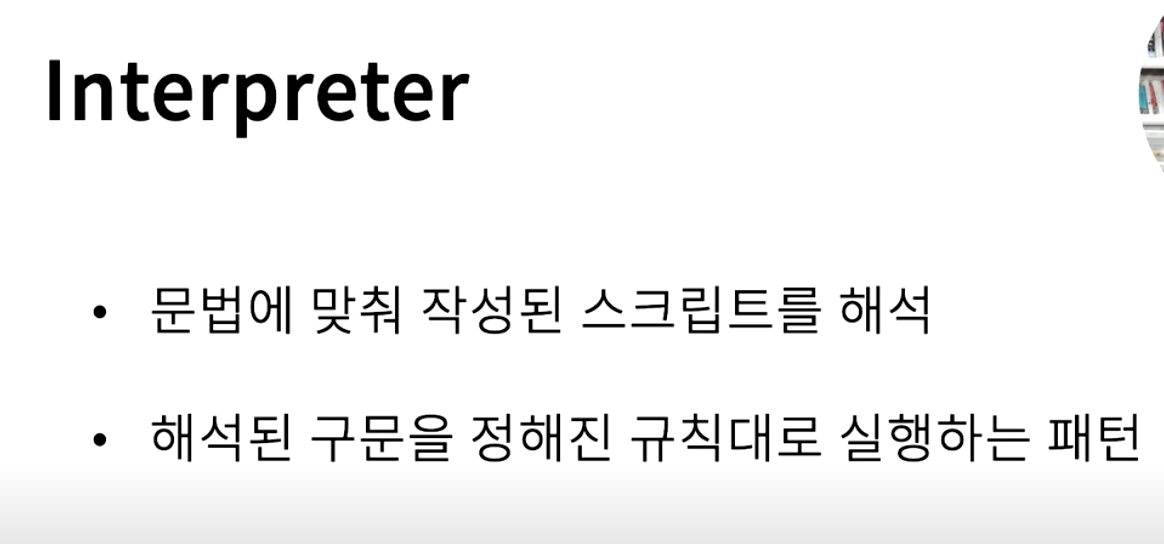 Interpreter
• 문법에 맞춰 작성된 스크립트를 해석
• 해석된 구문을 정해진 규칙대로 실행하는 패턴